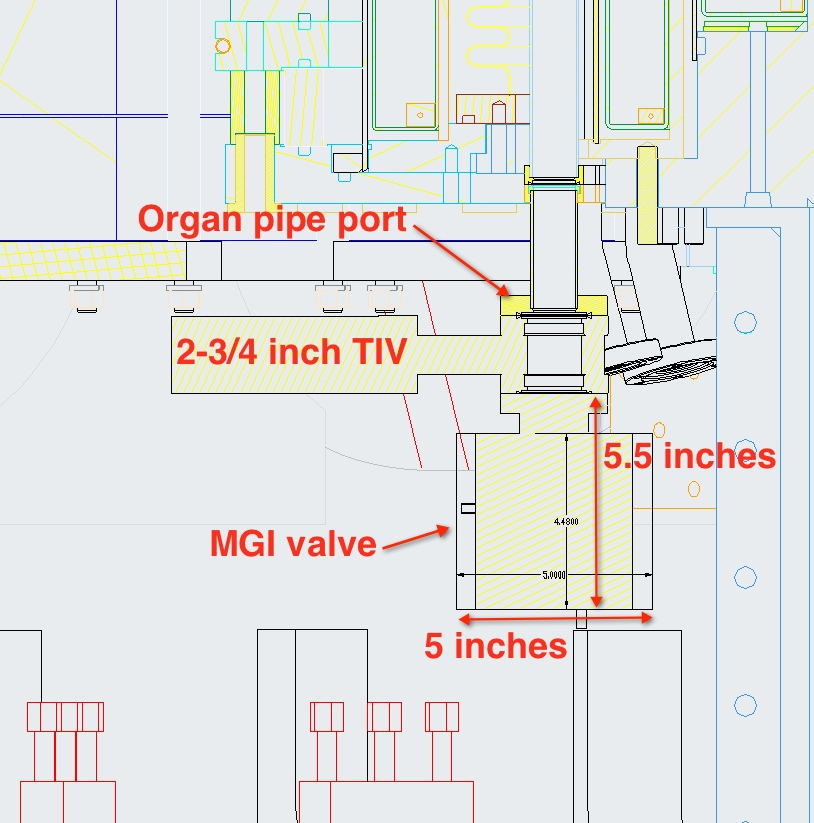 Organ pipe port
2-3/4 inch TIV
5.5 inches
4.4800
MGI valve
5.0000
5 inches